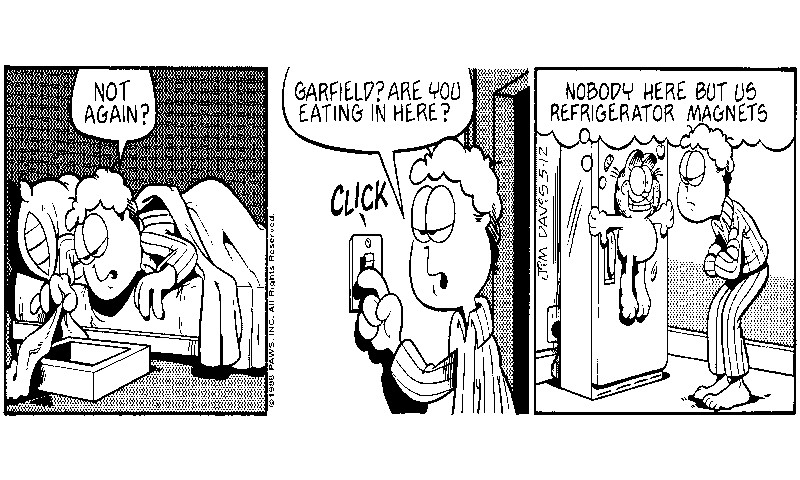 NOT
AGAIN?
© 1998 PAWS, INC. All Rights Reserved.
GARFIELD? ARE YOU
EATING IN HERE?
CLICK
NOBODY HERE BUT US
REFRIGERATOR MAGNETS
JIM DAVIS 5-12